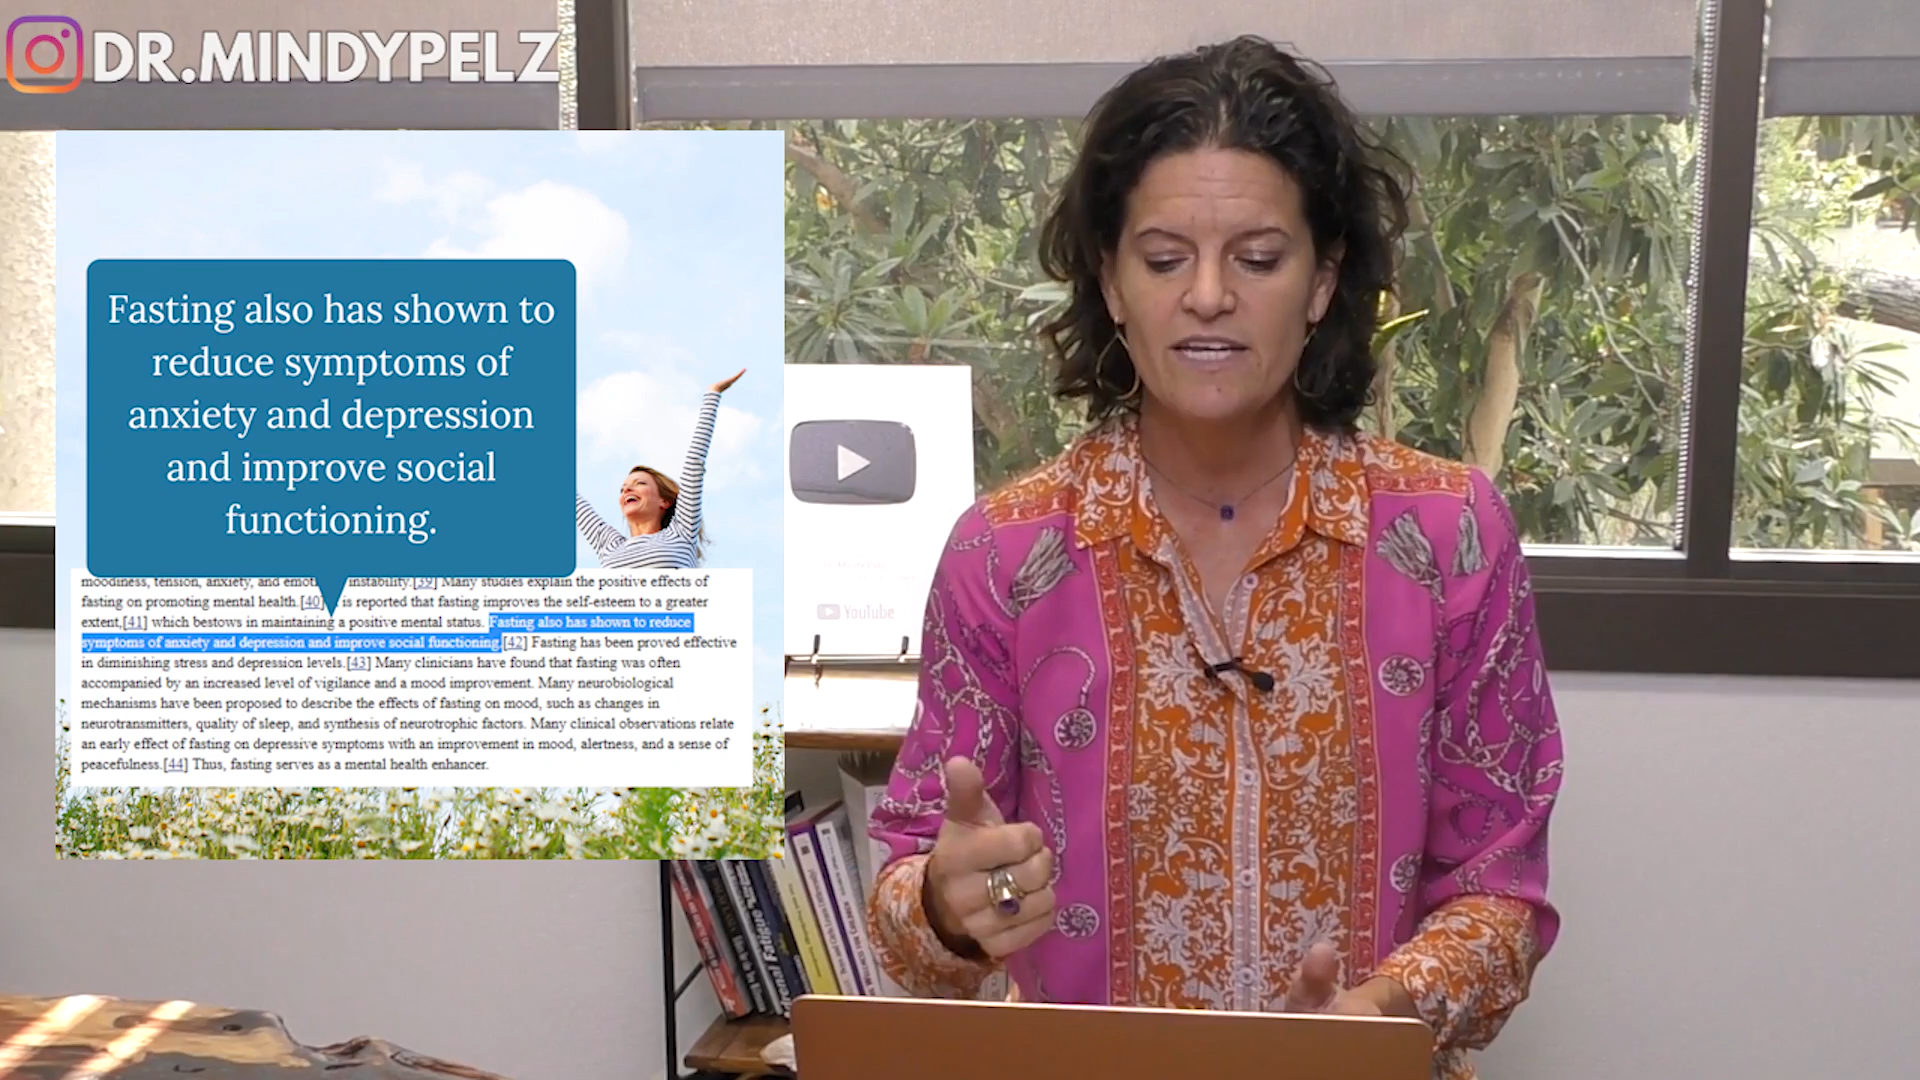 DR.MINDYPELZ
Fasting also has shown to
reduce symptoms of
anxiety and depression
and improve social
functioning.
moodiness, tension, anxiety, and emot instability.[39] Many studies explain the positive effects of
fasting on promoting mental health.[40] is reported that fasting improves the self-esteem to a greater
extent,[41] which bestows in maintaining a positive mental status. Fasting also has shown to reduce
symptoms of anxiety and depression and improve social functioning.[42] Fasting has been proved effective
in diminishing stress and depression levels.[43] Many clinicians have found that fasting was often
accompanied by an increased level of vigilance and a mood improvement. Many neurobiological
mechanisms have been proposed to describe the effects of fasting on mood, such as changes in
neurotransmitters, quality of sleep, and synthesis of neurotrophic factors. Many clinical observations relate
an early effect of fasting on depressive symptoms with an improvement in mood, alertness, and a sense of
peacefulness.[44] Thus, fasting serves as a mental health enhancer.
YouTube